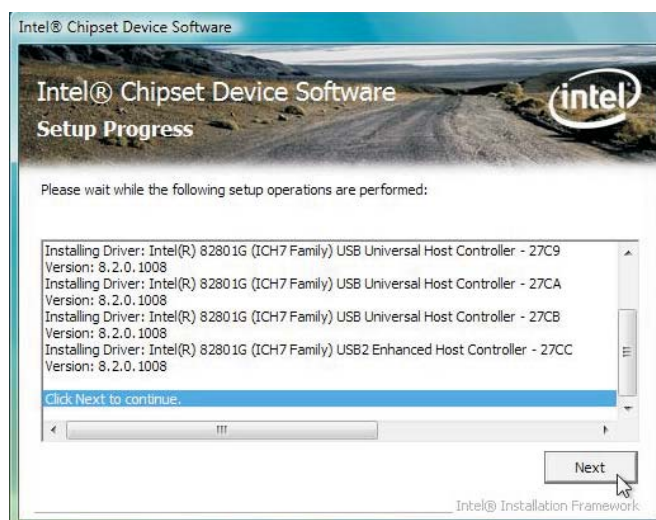 Intel® Chipset Device Software
Intel® Chipset Device Software
intel
Setup Progress
Please wait while the following setup operations are performed:
Installing Driver: Intel(R) 82801G (ICH7 Family) USB Universal Host Controller - 27C9
Version: 8.2.0.1008
Installing Driver: Intel(R) 82801G (ICH7 Family) USB Universal Host Controller - 27CA
Version: 8.2.0.1008
Installing Driver: Intel(R) 82801G (ICH7 Family) USB Universal Host Controller - 27CB
Version: 8.2.0.1008
Installing Driver: Intel(R) 82801G (ICH7 Family) USB2 Enhanced Host Controller - 27CC
Version: 8.2.0.1008
Click Next to continue.
Next
Intel® Installation Framework